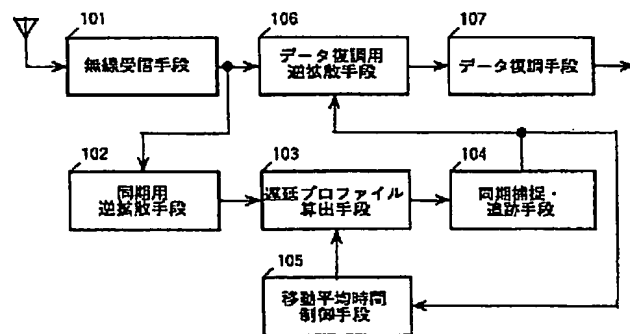 101
無線受信手段
106
データ復調用
逆拡散手段
107
データ復調手段
102
同期用
逆拡散手段
103
遅延プロファイル
算出手段
104
同期捕捉・
追跡手段
105
移動平均時間
制御手段